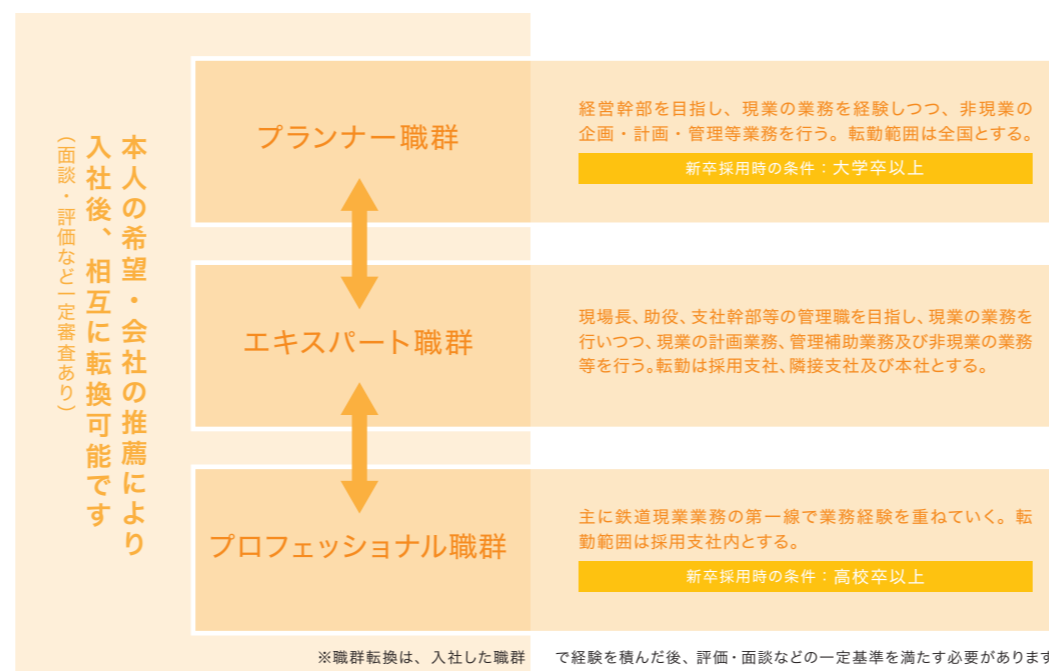 本人の希望・会社の推薦により
入社後、相互に転換可能です
（面談・評価など一定審査あり）
プランナー職群
経営幹部を目指し、現業の業務を経験しつつ、非現業の
企画・計画・管理等業務を行う。転勤範囲は全国とする。
新卒採用時の条件：大学卒以上
エキスパート職群
現場長、助役、支社幹部等の管理職を目指し、現業の業務を
行いつつ、現業の計画業務、管理補助業務及び非現業の業務
等を行う。転勤は採用支社、隣接支社及び本社とする。
プロフェッショナル職群
主に鉄道現業業務の第一線で業務経験を重ねていく。転
勤範囲は採用支社内とする。
新卒採用時の条件：高校卒以上
※職群転換は、入社した職群 で経験を積んだ後、評価・面談などの一定基準を満たす必要があります